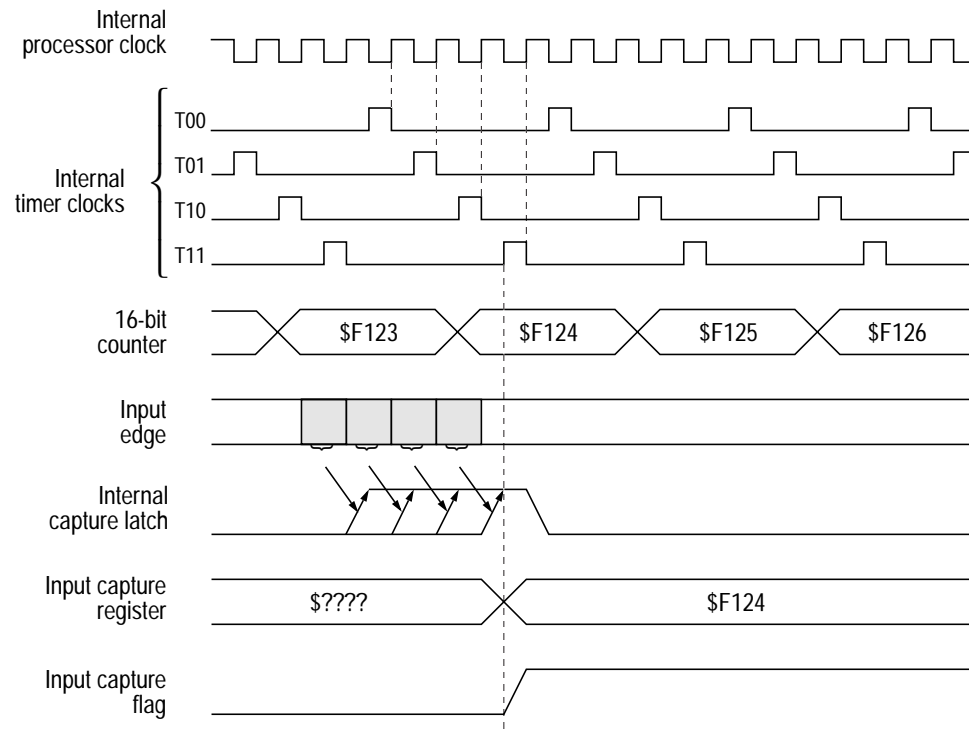 Internal
processor clock
T00
T01
Internal
timer clocks
T10
T11
16-bit
counter
$F123
$F124
$F125
$F126
Input
edge
Internal
capture latch
Input capture
register
$????
$F124
Input capture
flag